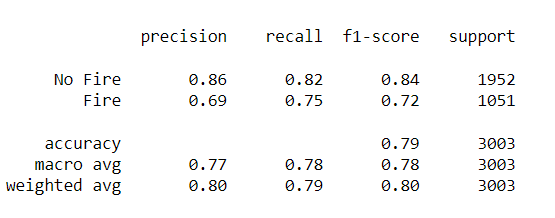 precision recall f1-score support
No Fire 0.86 0.82 0.84 1952
Fire 0.69 0.75 0.72 1051
accuracy 0.79 3003
macro avg 0.77 0.78 0.78 3003
weighted avg 0.80 0.79 0.80 3003